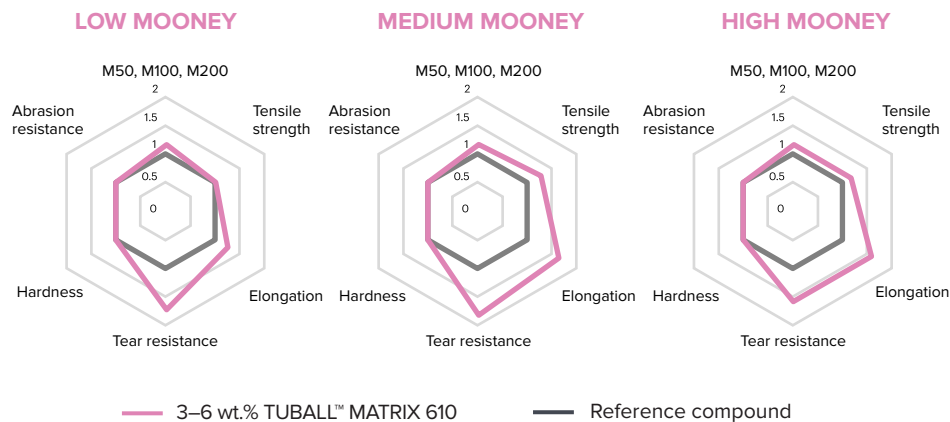 LOW MOONEY
M50, M100, M200
2
Abrasion
resistance
Tensile
strength
1.5
1
0.5
0
Hardness
Elongation
Tear resistance
MEDIUM MOONEY
M50, M100, M200
2
Abrasion
resistance
Tensile
strength
1.5
1
0.5
0
Hardness
Elongation
Tear resistance
HIGH MOONEY
M50, M100, M200
2
Abrasion
resistance
Tensile
strength
1.5
1
0.5
0
Hardness
Elongation
Tear resistance
3–6 wt.% TUBALL™ MATRIX 610
Reference compound